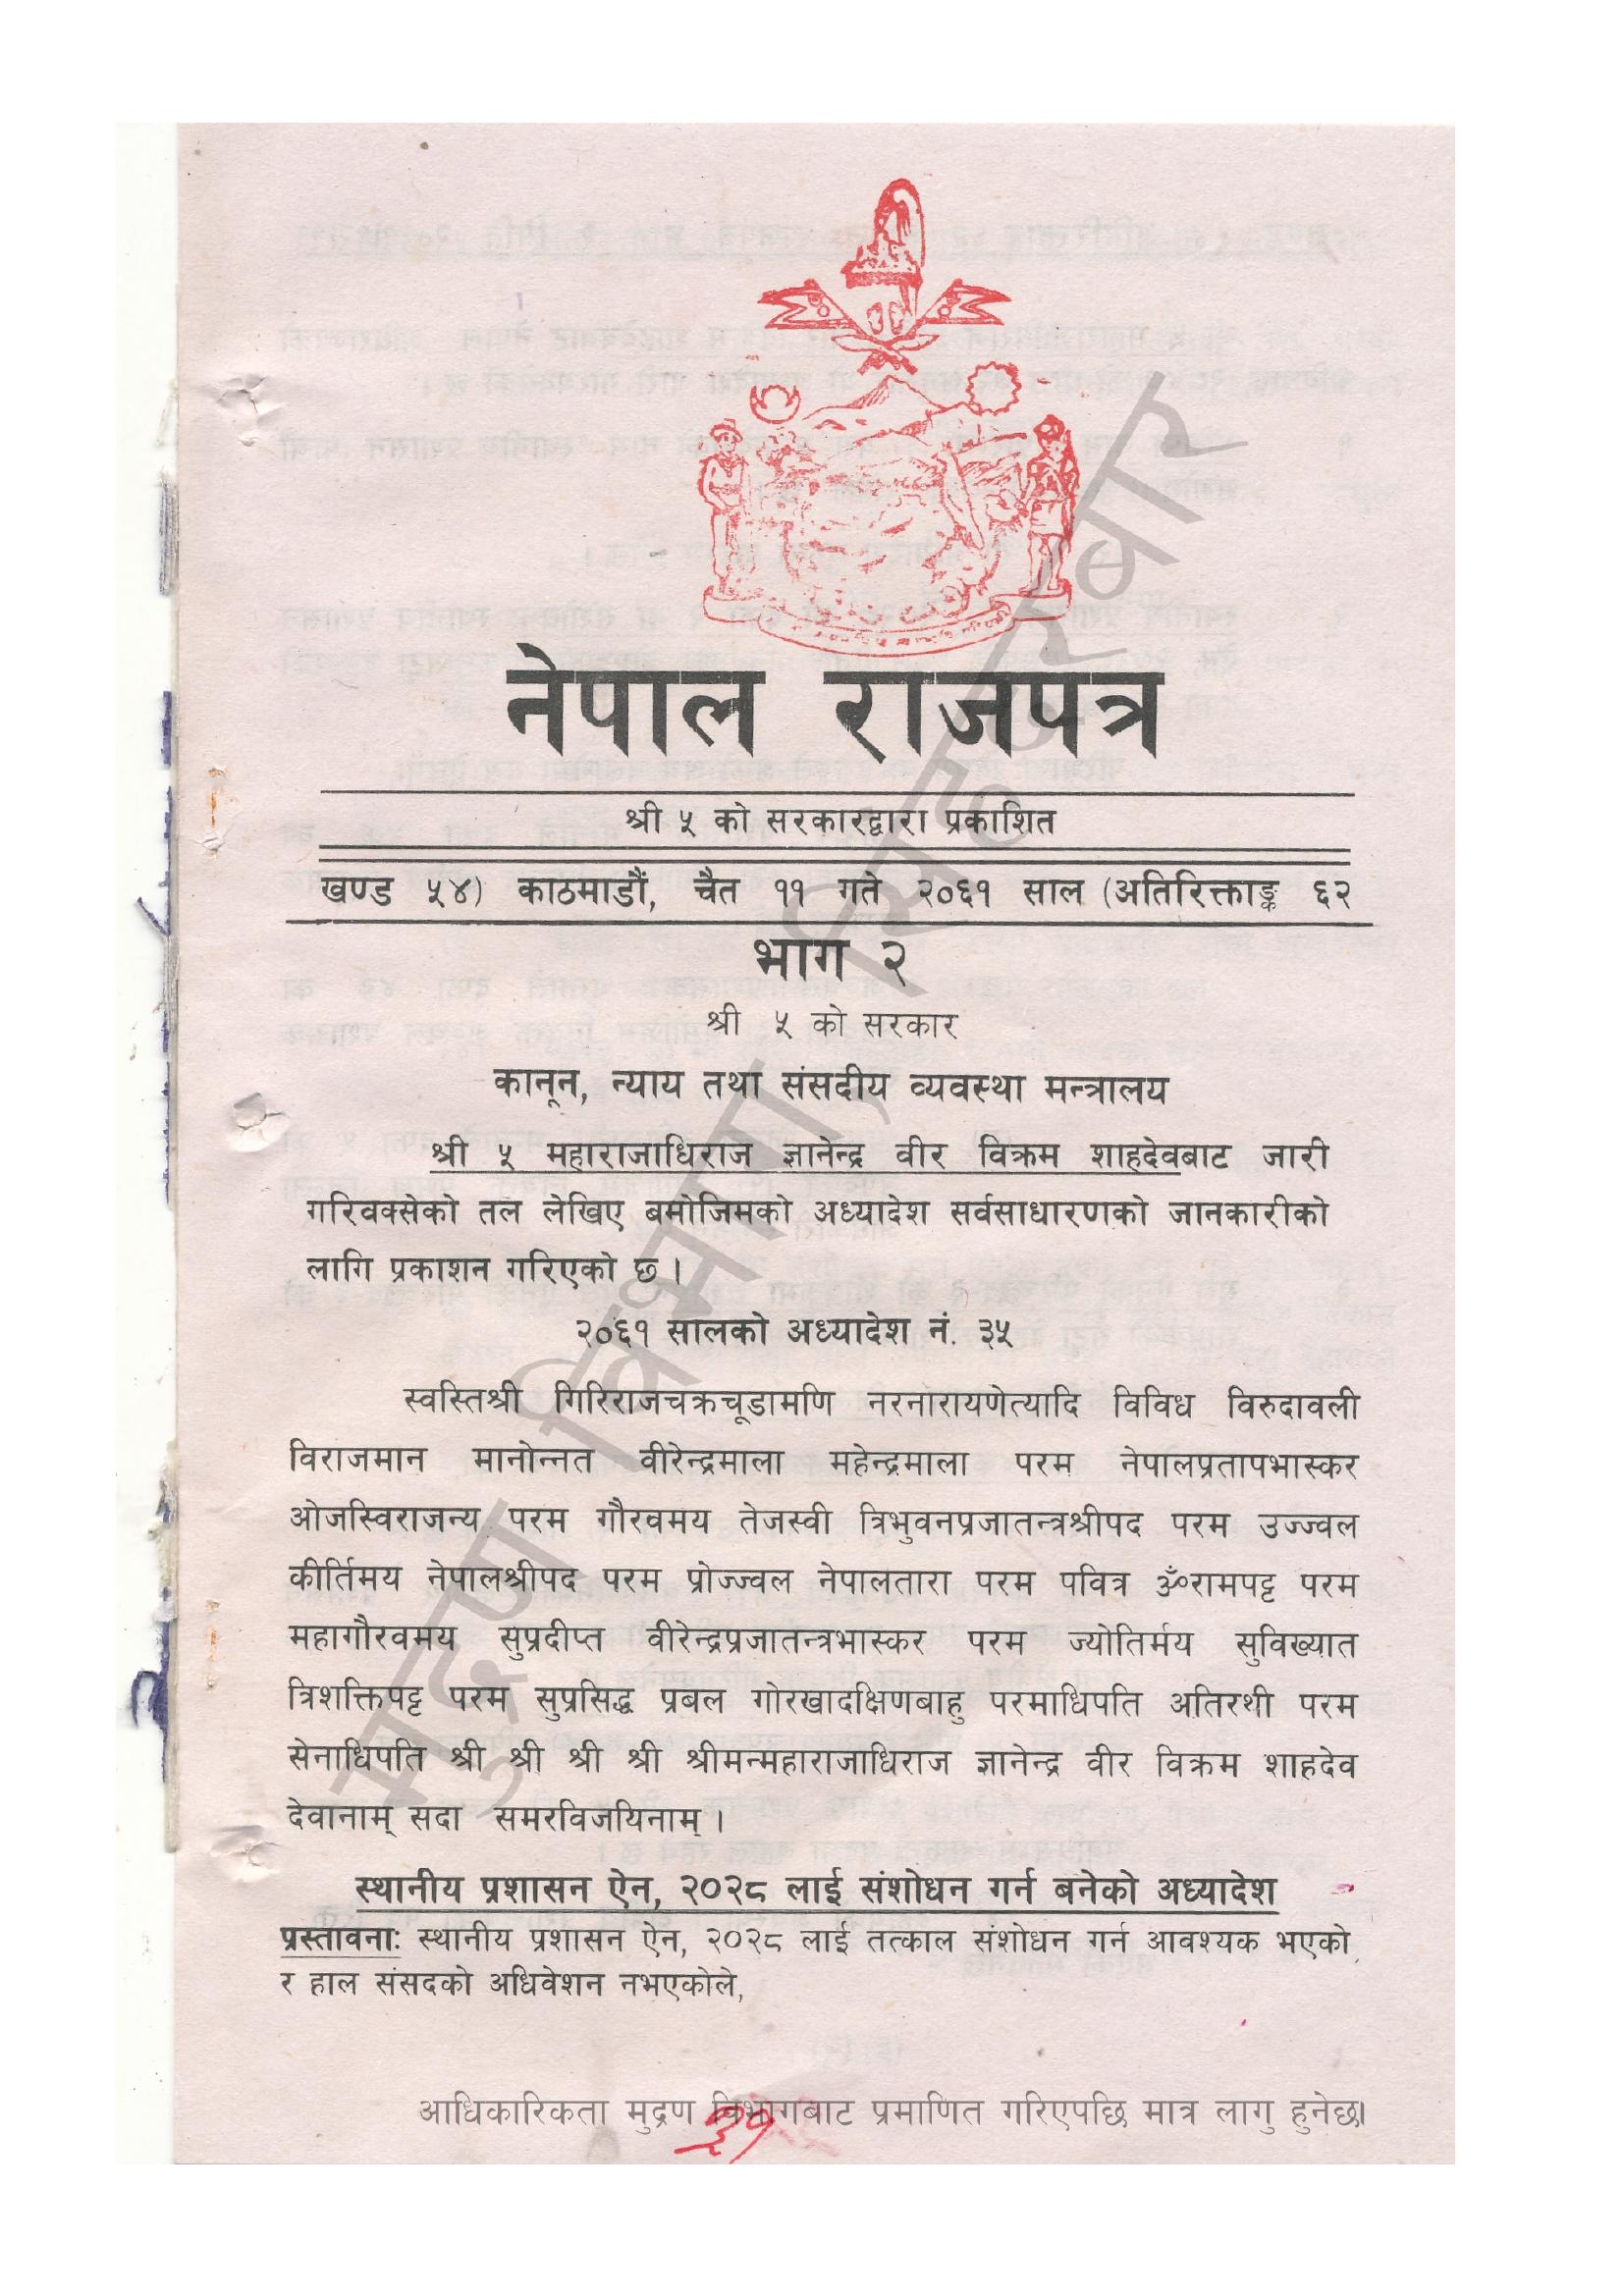 नेपाल राजपत्र
श्री ५ को सरकारद्वारा प्रकाशित
खण्ड ५४) काठमाडौं, चैत ११ गते २०६१ साल (अतिरिक्ताङ्क ६२
भाग २
श्री ५ को सरकार
कानून, न्याय तथा संसदीय व्यवस्था मन्त्रालय
श्री ५ महाराजाधिराज ज्ञानेन्द्र वीर विक्रम शाहदेवबाट जारी
गरिवक्सेको तल लेखिए बमोजिमको अध्यादेश सर्वसाधारणको जानकारीको
लागि प्रकाशन गरिएको छ ।
२०६१ सालको अध्यादेश नं. ३५
स्वस्तिश्री गिरिराजचक्रचूडामणि नरनारायणेत्यादि विविध विरुदावली
विराजमान मानोन्नत वीरेन्द्रमाला महेन्द्रमाला परम नेपालप्रतापभास्कर
ओजस्विराजन्य परम गौरवमय तेजस्वी त्रिभुवनप्रजातन्त्रश्रीपद परम उज्ज्वल
कीर्तिमय नेपालश्रीपद परम प्रोज्ज्वल नेपालतारा परम पवित्र ॐरामपट्ट परम
महागौरवमय सुप्रदीप्त वीरेन्द्रप्रजातन्त्रभास्कर परम ज्योतिर्मय सुविख्यात
त्रिशक्तिपट्ट परम सुप्रसिद्ध प्रबल गोरखादक्षिणबाहु परमाधिपति अतिरथी परम
सेनाधिपति श्री श्री श्री श्री श्रीमन्महाराजाधिराज ज्ञानेन्द्र वीर विक्रम शाहदेव
देवानाम् सदा समरविजयिनाम् ।
स्थानीय प्रशासन ऐन, २०२८ लाई संशोधन गर्न बनेको अध्यादेश
प्रस्तावनाः स्थानीय प्रशासन ऐन, २०२८ लाई तत्काल संशोधन गर्न आवश्यक भएको
र हाल संसदको अधिवेशन नभएकोले,
मुद्रण विभाग, सिंहदरबार
आधिकारिकता मुद्रण विभागबाट प्रमाणित गरिएपछि मात्र लागु हुनेछ।
३१